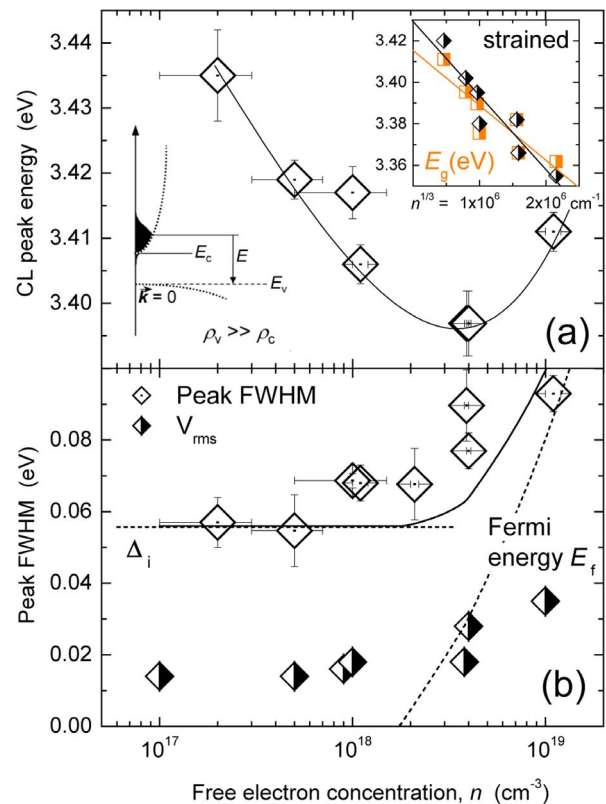 3.44
3.43
3.42
3.41
3.40
CL peak energy (eV)
strained
3.42
3.40
3.38
3.36
E_g(eV)
n^{1/3} = 1x10^6 2x10^6 cm^{-1}
E_c
E
E_v
k = 0
ρ_v >> ρ_c
(a)
Peak FWHM
V_rms
0.08
0.06
0.04
0.02
0.00
Peak FWHM (eV)
Δ_i
Fermi
energy E_f
(b)
10^17 10^18 10^19
Free electron concentration, n (cm^-3)